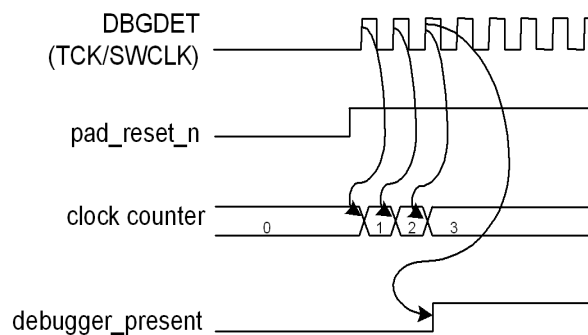 DBGDET
(TCK/SWCLK)
pad_reset_n
clock counter
0 1 2 3
debugger_present